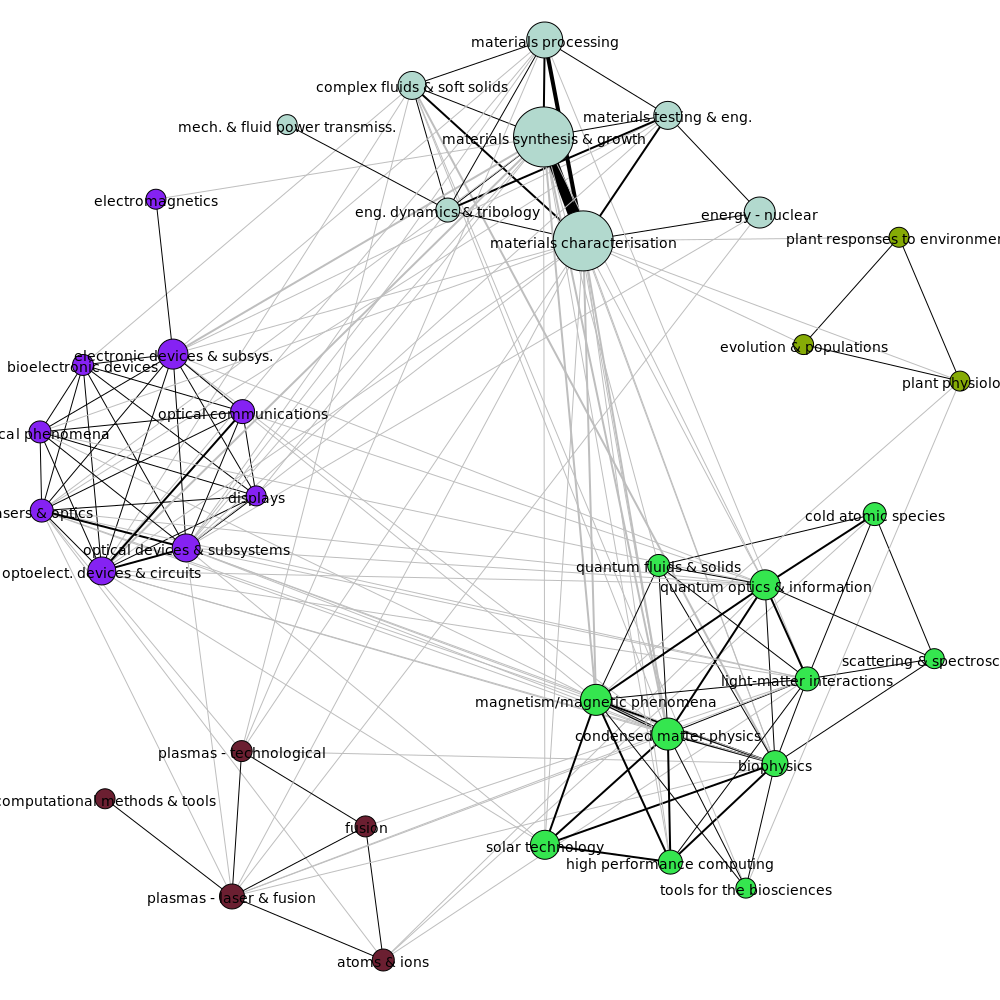 materials processing
complex fluids & soft solids
materials testing & eng.
mech. & fluid power transmiss.
materials synthesis & growth
electromagnetics
eng. dynamics & tribology
energy - nuclear
materials characterisation
plant responses to environmen
evolution & populations
electronic devices & subsys.
bioelectronic devices
plant physiolo
optical communications
cal phenomena
displays
asers & optics
cold atomic species
optical devices & subsystems
optoelect. devices & circuits
quantum fluids & solids
quantum optics & information
scattering & spectrosc
light-matter interactions
magnetism/magnetic phenomena
condensed matter physics
plasmas - technological
biophysics
computational methods & tools
fusion
solar technology
high performance computing
tools for the biosciences
plasmas - laser & fusion
atoms & ions